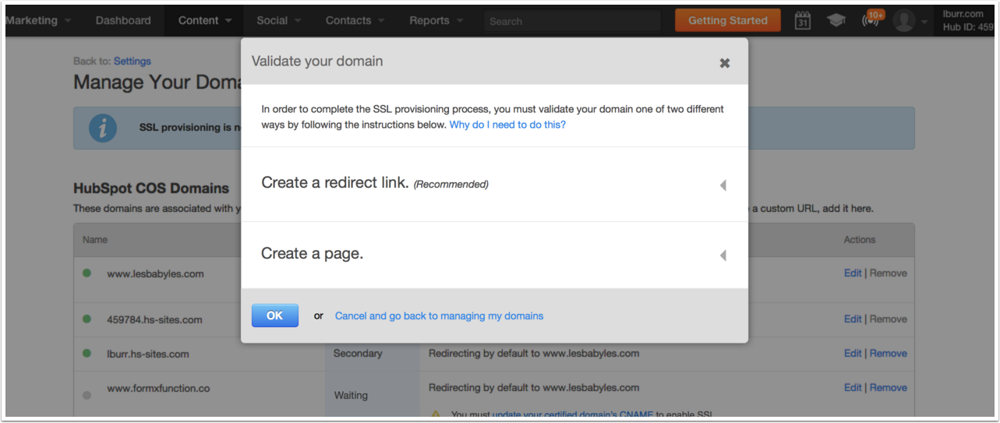 Marketing Dashboard Content Social Contacts Reports Search Getting Started 31 10+ lburr.com
Hub ID: 459
Back to: Settings
Manage Your Doma
SSL provisioning is n
Validate your domain
In order to complete the SSL provisioning process, you must validate your domain one of two different
ways by following the instructions below. Why do I need to do this?
Create a redirect link. (Recommended)
Create a page.
OK or Cancel and go back to managing my domains
HubSpot COS Domains
These domains are associated with y a custom URL, add it here.
Name Actions
www.lesbabyles.com Edit | Remove
459784.hs-sites.com Edit | Remove
lburr.hs-sites.com Secondary Redirecting by default to www.lesbabyles.com Edit | Remove
www.formxfunction.co Waiting Redirecting by default to www.lesbabyles.com Edit | Remove
You must update your certified domain's CNAME to enable SSL